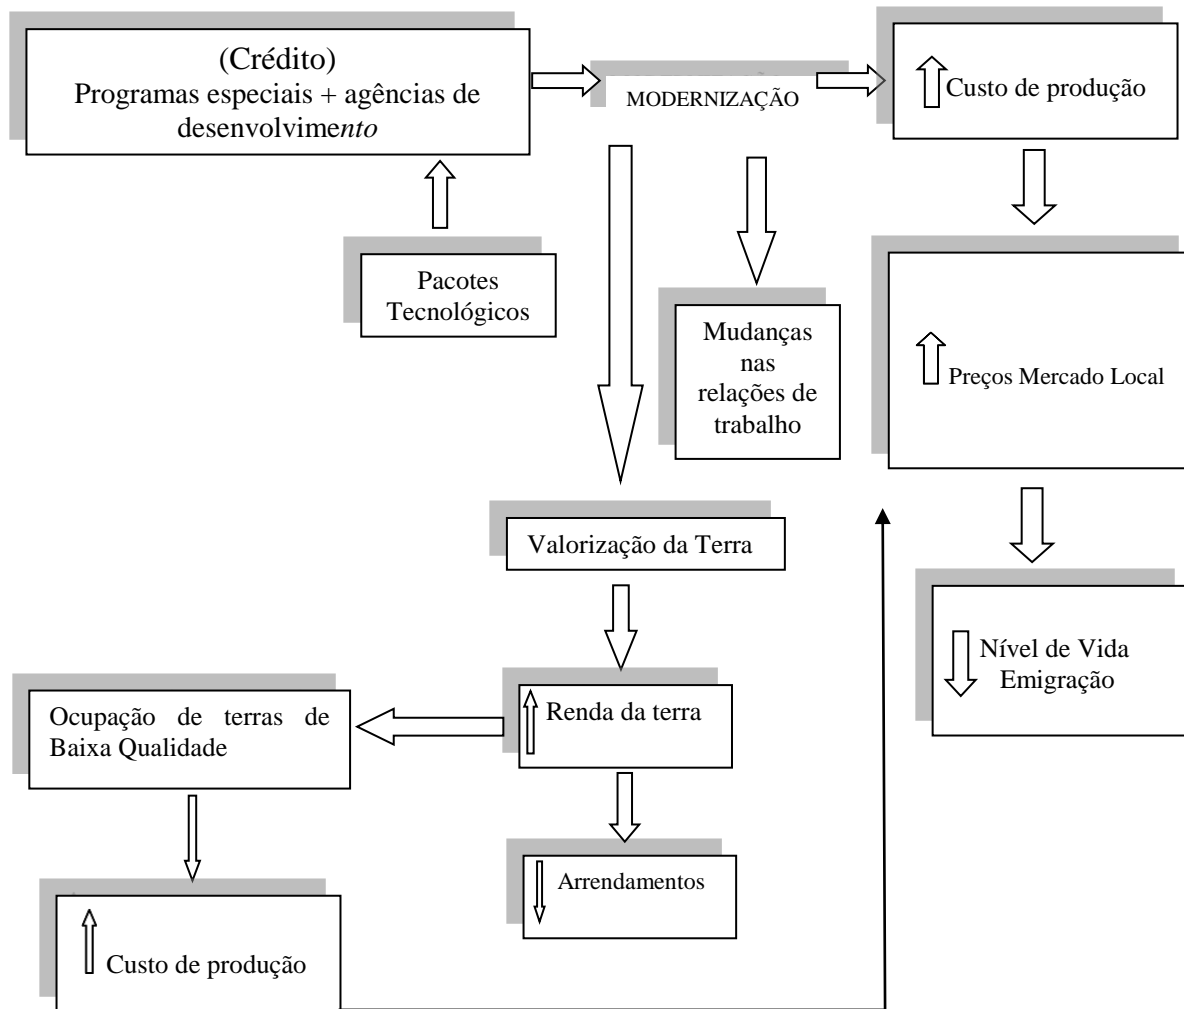 (Crédito)
Programas especiais + agências de
desenvolvimento
MODERNIZAÇÃO
Custo de produção
Pacotes
Tecnológicos
Mudanças
nas
relações de
trabalho
Preços Mercado Local
Valorização da Terra
Nível de Vida
Emigração
Renda da terra
Ocupação de terras de
Baixa Qualidade
Arrendamentos
Custo de produção